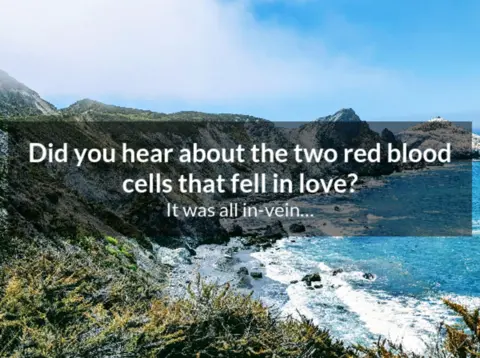 Did you hear about the two red blood
cells that fell in love?
It was all in-vein...